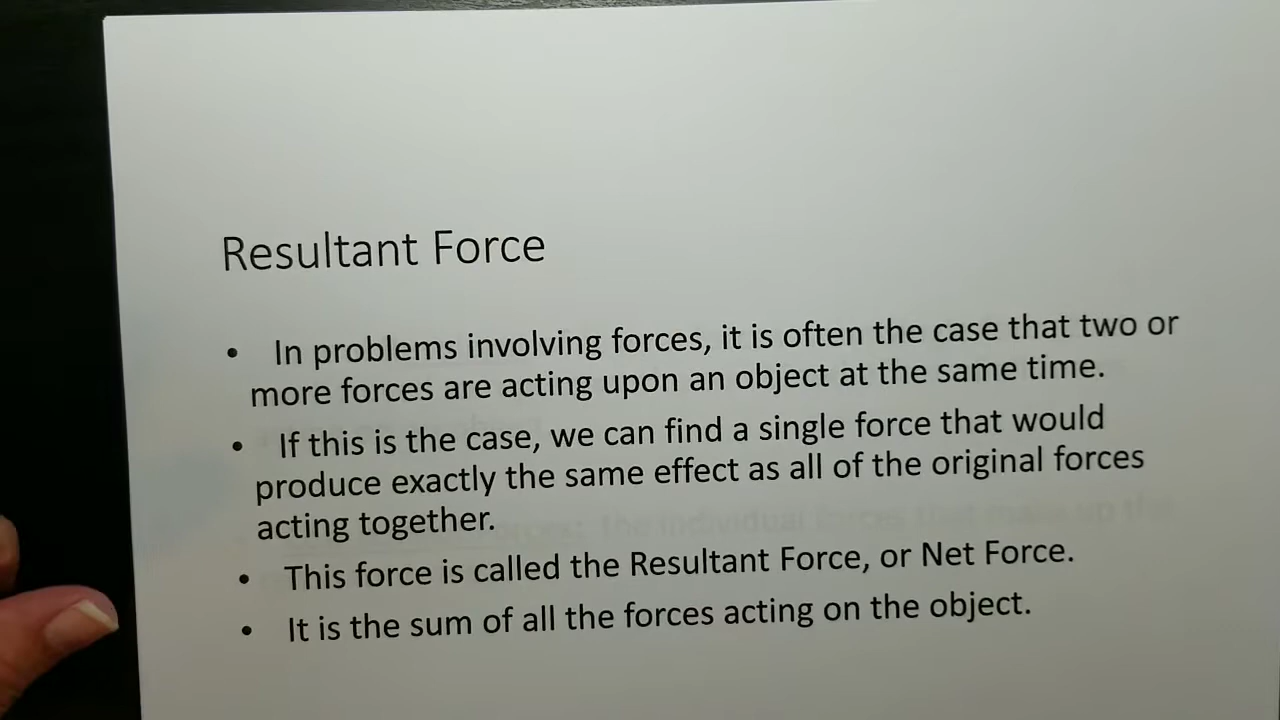 Resultant Force
• In problems involving forces, it is often the case that two or
more forces are acting upon an object at the same time.
• If this is the case, we can find a single force that would
produce exactly the same effect as all of the original forces
acting together.
• This force is called the Resultant Force, or Net Force.
• It is the sum of all the forces acting on the object.